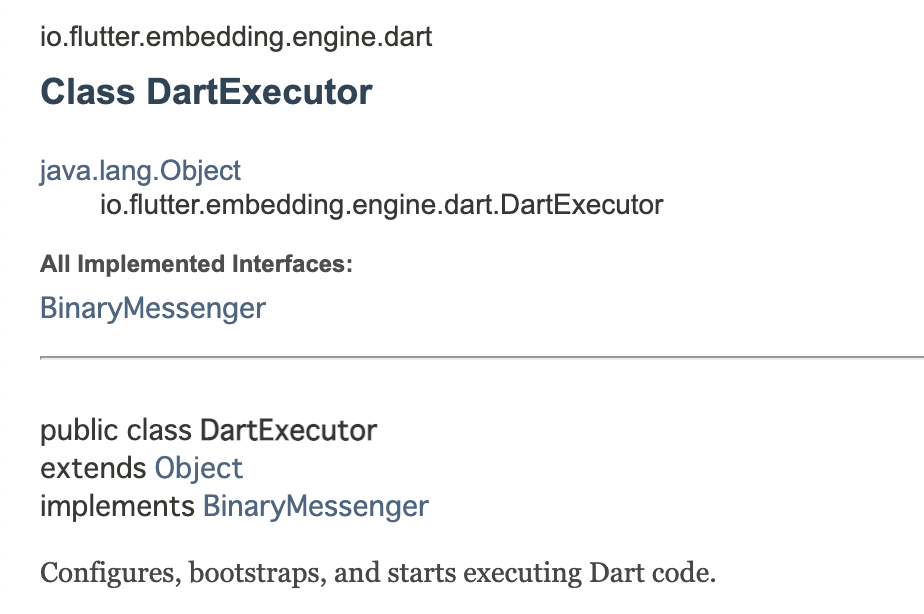 io.flutter.embedding.engine.dart
Class DartExecutor
java.lang.Object
io.flutter.embedding.engine.dart.DartExecutor
All Implemented Interfaces:
BinaryMessenger
public class DartExecutor
extends Object
implements BinaryMessenger
Configures, bootstraps, and starts executing Dart code.